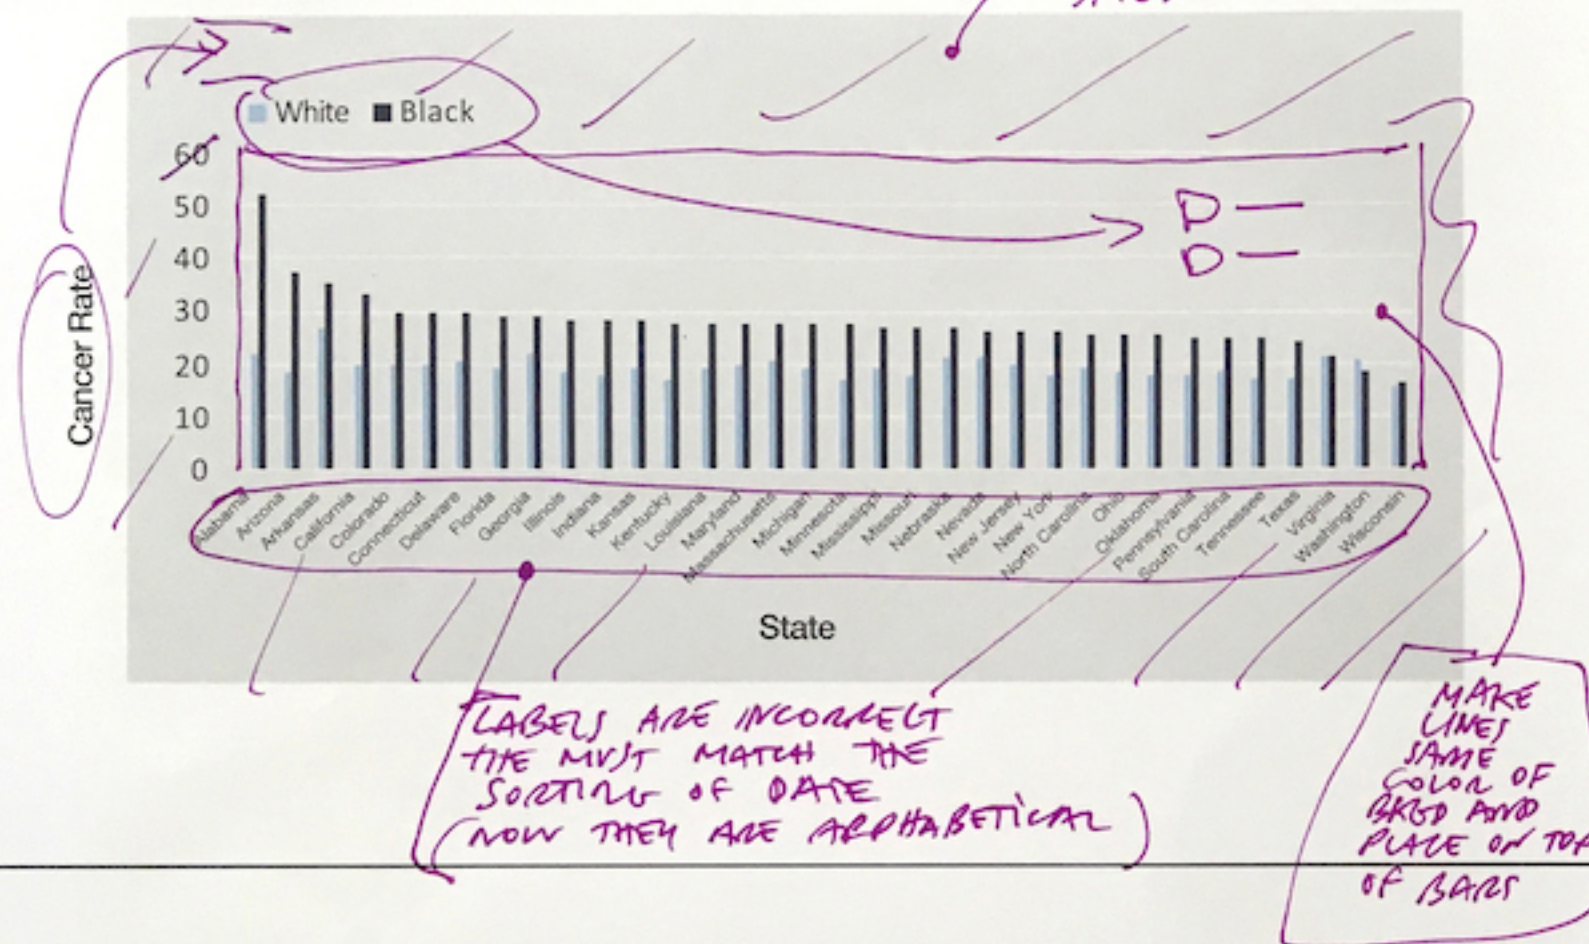 White Black
60
50
40
30
20
10
0
Cancer Rate
Alabama
Arizona
Arkansas
California
Colorado
Connecticut
Delaware
Florida
Georgia
Illinois
Indiana
Kansas
Kentucky
Louisiana
Maryland
Massachusetts
Michigan
Minnesota
Mississippi
Missouri
Nebraska
Nevada
New Jersey
New York
North Carolina
Ohio
Oklahoma
Pennsylvania
South Carolina
Tennessee
Texas
Virginia
Washington
Wisconsin
State
LABELS ARE INCORRECT
THE MUST MATCH THE
SORTING OF DATE
(NOW THEY ARE ALPHABETICAL)
MAKE
LINES
SAME
COLOR OF
BKGD AND
PLACE ON TOP
OF BARS